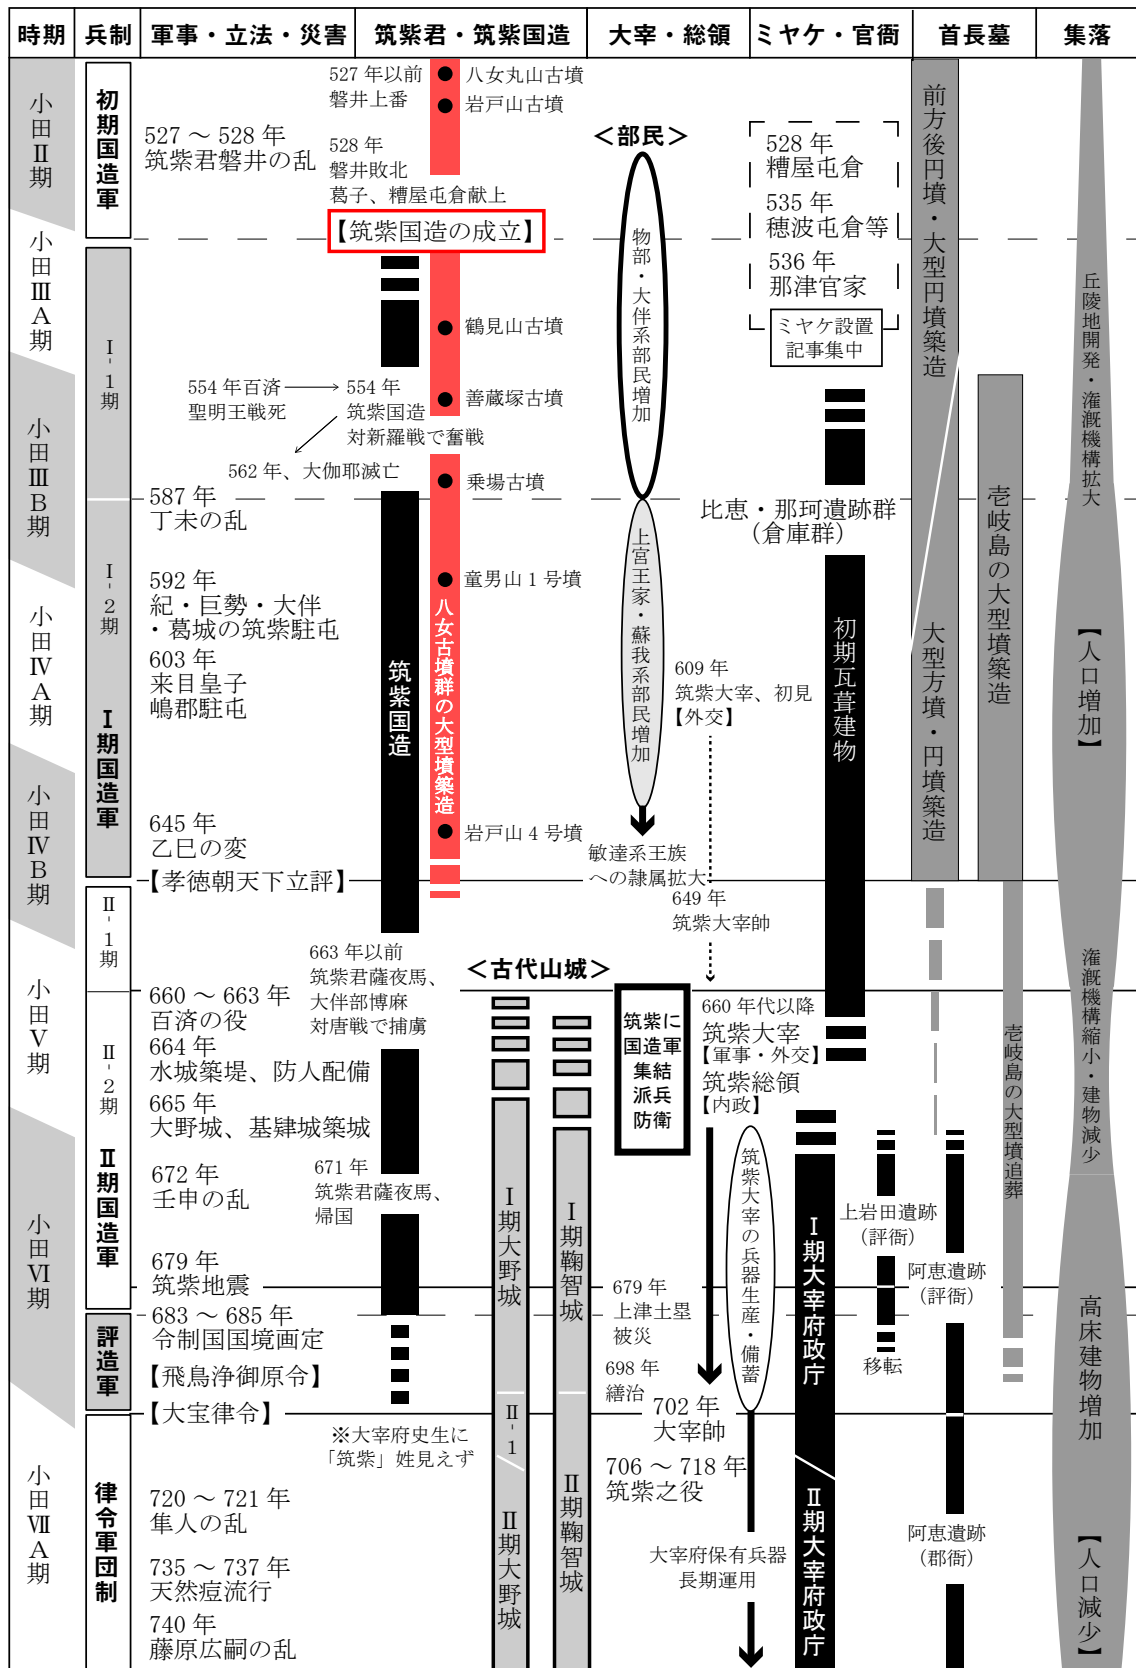 時期
兵制
軍事・立法・災害
筑紫君・筑紫国造
大宰・総領
ミヤケ・官衙
首長墓
集落
小田Ⅱ期
小田ⅢA期
小田ⅢB期
小田ⅣA期
小田ⅣB期
小田Ⅴ期
小田Ⅵ期
小田ⅦA期
初期国造軍
Ⅰ-1期
Ⅰ-2期
Ⅰ期国造軍
Ⅱ-1期
Ⅱ-2期
Ⅱ期国造軍
評造軍
律令軍団制
527～528年
筑紫君磐井の乱
587年
丁未の乱
592年
紀・巨勢・大伴
・葛城の筑紫駐屯
603年
来目皇子
嶋郡駐屯
645年
乙巳の変
【孝徳朝天下立評】
660～663年
百済の役
664年
水城築堤、防人配備
665年
大野城、基肄城築城
672年
壬申の乱
679年
筑紫地震
683～685年
令制国国境画定
【飛鳥浄御原令】
【大宝律令】
720～721年
隼人の乱
735～737年
天然痘流行
740年
藤原広嗣の乱
527年以前
磐井上番
528年
磐井敗北
葛子、糟屋屯倉献上
【筑紫国造の成立】
八女丸山古墳
岩戸山古墳
鶴見山古墳
善蔵塚古墳
乗場古墳
童男山1号墳
岩戸山4号墳
八女古墳群の大型墳築造
554年百済
聖明王戦死
554年
筑紫国造
対新羅戦で奮戦
562年、大伽耶滅亡
筑紫国造
663年以前
筑紫君薩夜馬、
大伴部博麻
対唐戦で捕虜
671年
筑紫君薩夜馬、
帰国
※大宰府史生に
「筑紫」姓見えず
＜古代山城＞
Ⅰ期大野城
Ⅱ-1
Ⅱ期大野城
Ⅰ期鞠智城
Ⅱ期鞠智城
＜部民＞
物部・大伴系部民増加
上宮王家・蘇我系部民増加
敏達系王族
への隷属拡大
609年
筑紫大宰、初見
【外交】
649年
筑紫大宰帥
筑紫に
国造軍
集結
派兵
防衛
660年代以降
筑紫大宰
【軍事・外交】
筑紫総領
【内政】
679年
上津土塁
被災
698年
繕治
702年
大宰帥
706～718年
筑紫之役
筑紫大宰の兵器生産・備蓄
大宰府保有兵器
長期運用
528年
糟屋屯倉
535年
穂波屯倉等
536年
那津官家
ミヤケ設置
記事集中
比恵・那珂遺跡群
（倉庫群）
初期瓦葺建物
Ⅰ期大宰府政庁
Ⅱ期大宰府政庁
上岩田遺跡
（評衙）
移転
阿恵遺跡
（評衙）
阿恵遺跡
（郡衙）
前方後円墳・大型円墳築造
大型方墳・円墳築造
壱岐島の大型墳築造
壱岐島の大型墳追葬
丘陵地開発・灌漑機構拡大
【人口増加】
灌漑機構縮小・建物減少
高床建物増加
【人口減少】